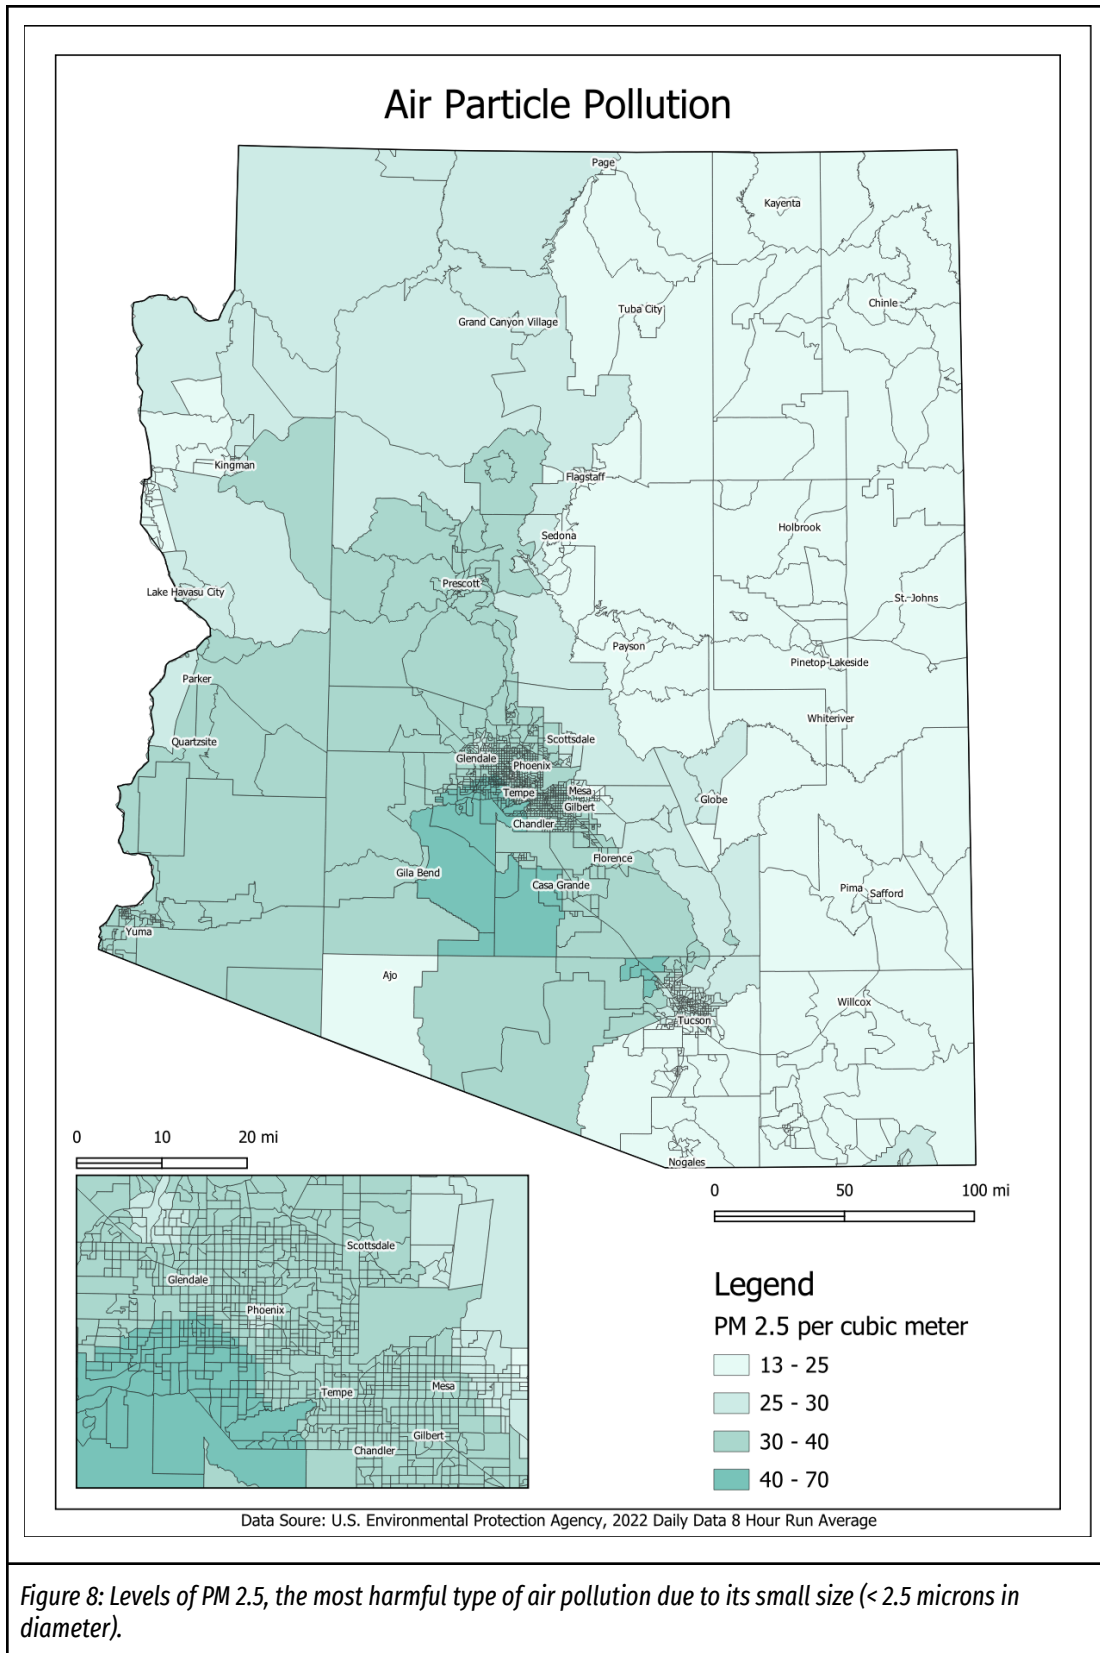 Air Particle Pollution
Page
Kayenta
Chinle
Tuba City
Grand Canyon Village
Kingman
Flagstaff
Holbrook
Sedona
Prescott
Lake Havasu City
St. Johns
Payson
Pinetop-Lakeside
Parker
Whiteriver
Quartzsite
Scottsdale
Glendale
Phoenix
Tempe
Mesa
Globe
Gilbert
Chandler
Florence
Gila Bend
Casa Grande
Pima
Safford
Yuma
Ajo
Willcox
Tucson
Nogales
0 10 20 mi
0 50 100 mi
Scottsdale
Glendale
Phoenix
Tempe
Mesa
Gilbert
Chandler
Legend
PM 2.5 per cubic meter
13 - 25
25 - 30
30 - 40
40 - 70
Data Soure: U.S. Environmental Protection Agency, 2022 Daily Data 8 Hour Run Average
Figure 8: Levels of PM 2.5, the most harmful type of air pollution due to its small size (< 2.5 microns in
diameter).